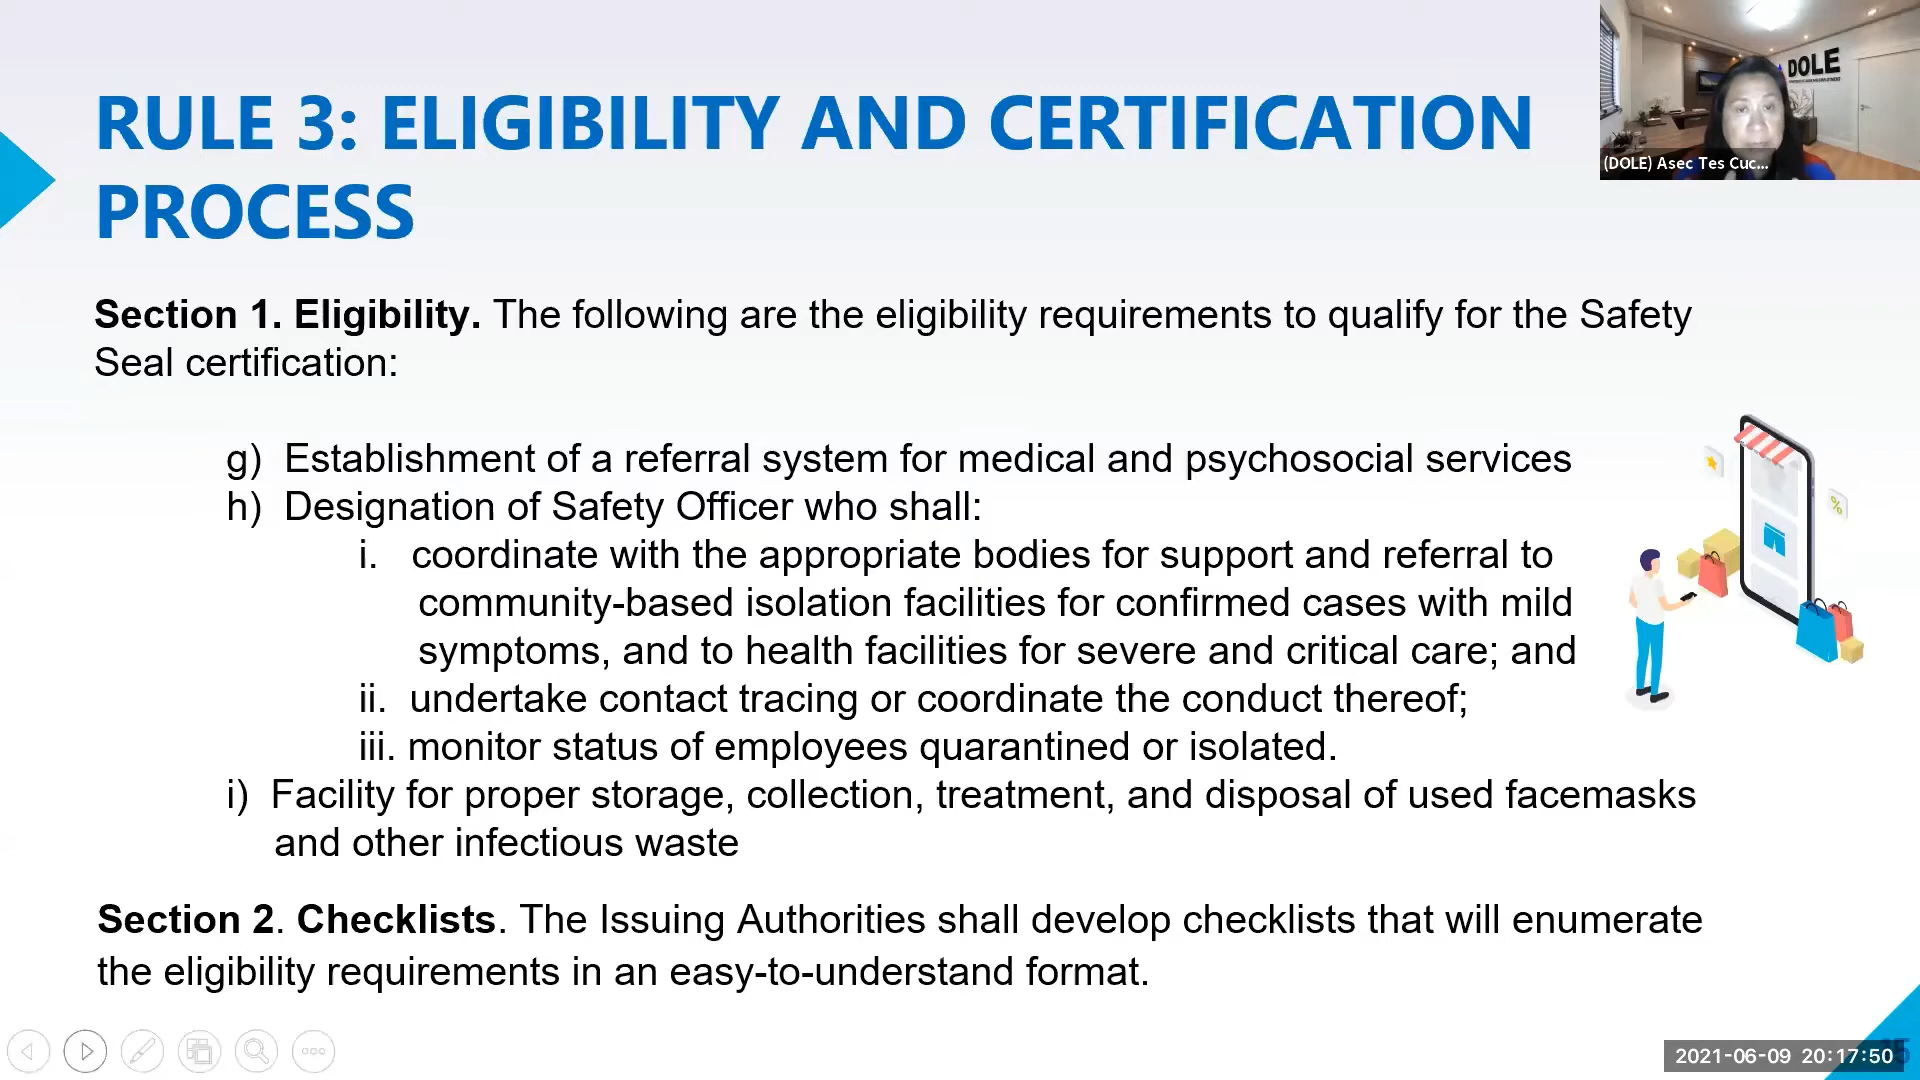 RULE 3: ELIGIBILITY AND CERTIFICATION
PROCESS
DOLE
(DOLE) Asec Tes Cuc...
Section 1. Eligibility. The following are the eligibility requirements to qualify for the Safety
Seal certification:
g) Establishment of a referral system for medical and psychosocial services
h) Designation of Safety Officer who shall:
i. coordinate with the appropriate bodies for support and referral to
community-based isolation facilities for confirmed cases with mild
symptoms, and to health facilities for severe and critical care; and
ii. undertake contact tracing or coordinate the conduct thereof;
iii. monitor status of employees quarantined or isolated.
i) Facility for proper storage, collection, treatment, and disposal of used facemasks
and other infectious waste
%
Section 2. Checklists. The Issuing Authorities shall develop checklists that will enumerate
the eligibility requirements in an easy-to-understand format.
2021-06-09 20:17:50